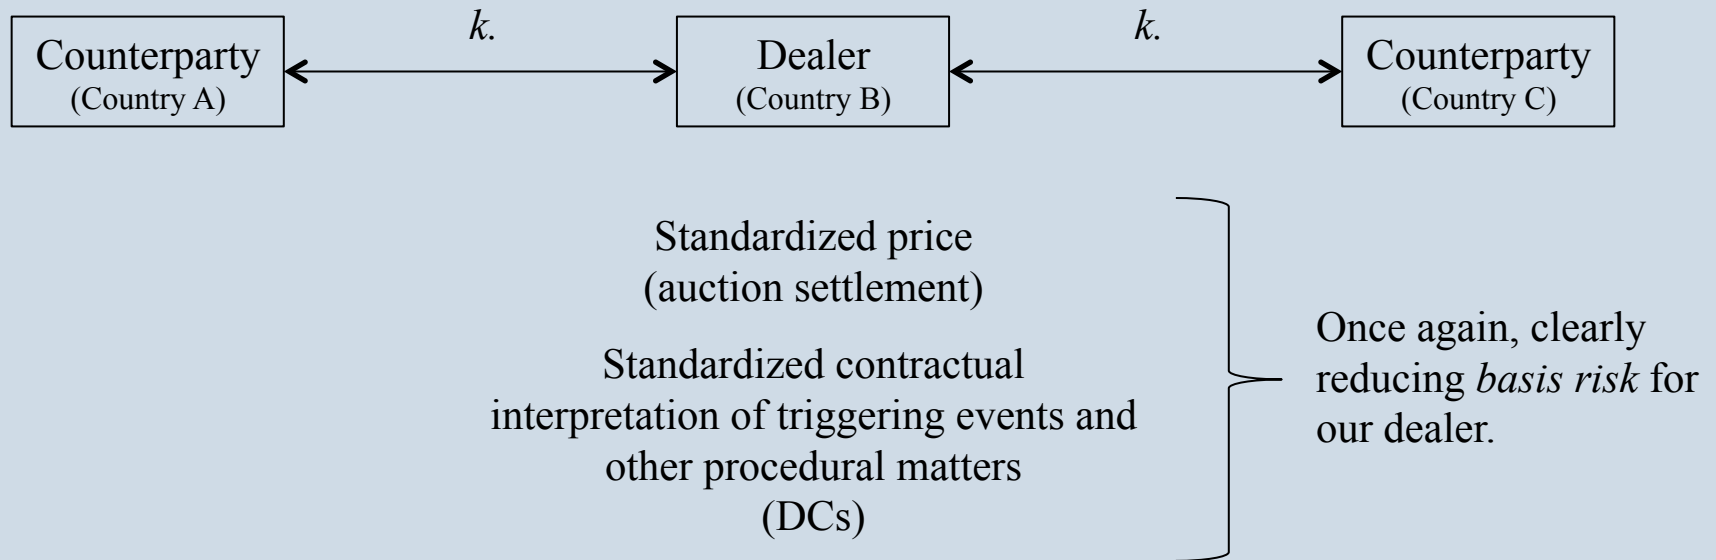 k.
k.
Counterparty
(Country A)
Dealer
(Country B)
Counterparty
(Country C)
Standardized price
(auction settlement)
Standardized contractual
interpretation of triggering events and
other procedural matters
(DCs)
Once again, clearly
reducing basis risk for
our dealer.